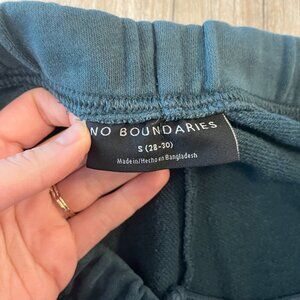 NO BOUNDARIES
S (28-30)
Made in/Hecho en Bangladesh